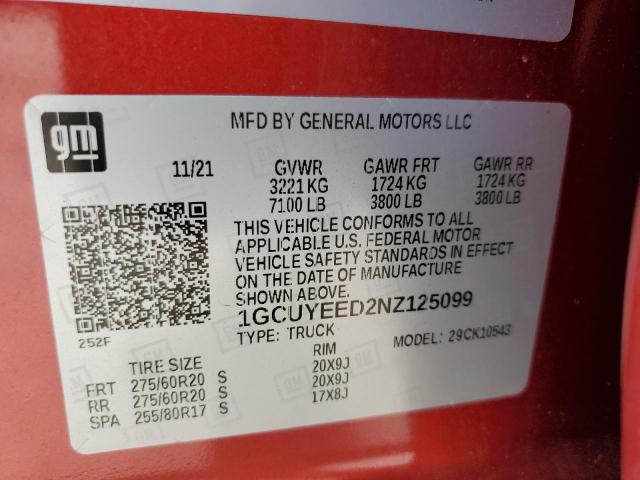 MFD BY GENERAL MOTORS LLC
gm
11/21 GVWR GAWR FRT GAWR RR
3221 KG 1724 KG 1724 KG
7100 LB 3800 LB 3800 LB
THIS VEHICLE CONFORMS TO ALL
APPLICABLE U.S. FEDERAL MOTOR
VEHICLE SAFETY STANDARDS IN EFFECT
ON THE DATE OF MANUFACTURE
SHOWN ABOVE.
1GCUYEED2NZ125099
252F TYPE: TRUCK MODEL: 29CK10543
TIRE SIZE RIM
FRT 275/60R20 S 20X9J
RR 275/60R20 S 20X9J
SPA 255/80R17 S 17X8J